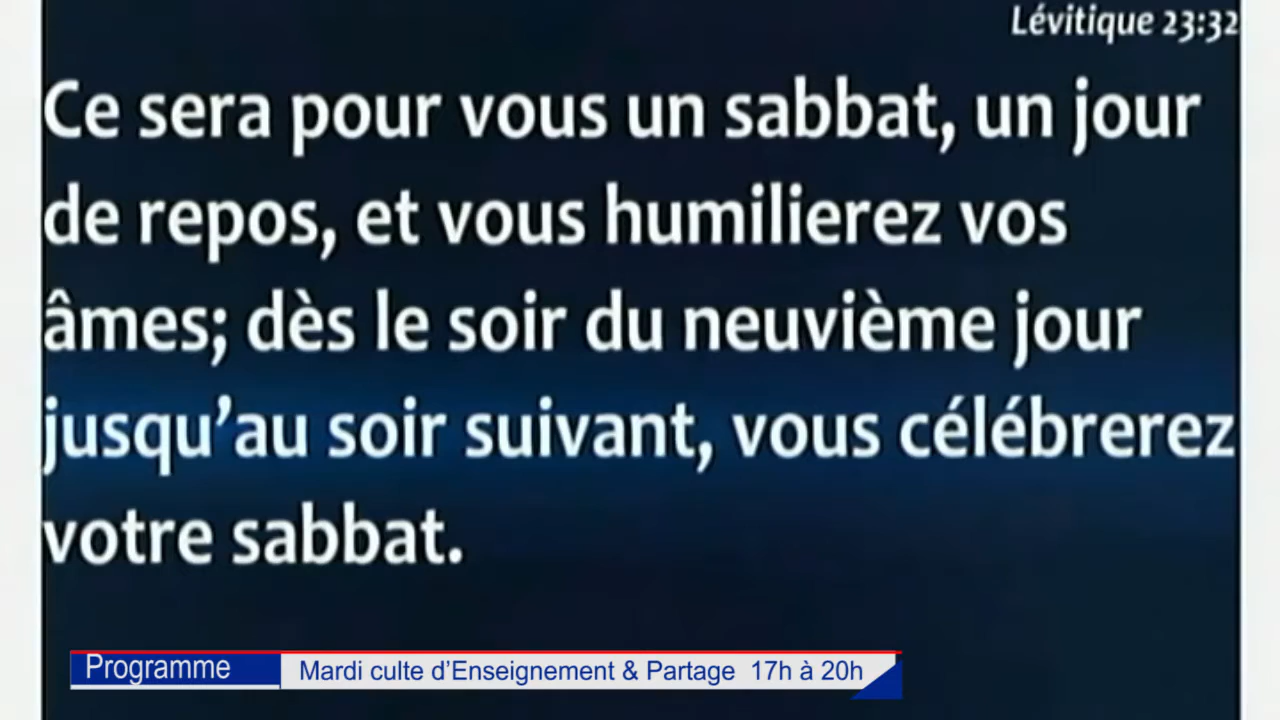 Lévitique 23:32
Ce sera pour vous un sabbat, un jour
de repos, et vous humilierez vos
âmes; dès le soir du neuvième jour
jusqu’au soir suivant, vous célébrerez
votre sabbat.
Programme
Mardi culte d’Enseignement & Partage 17h à 20h